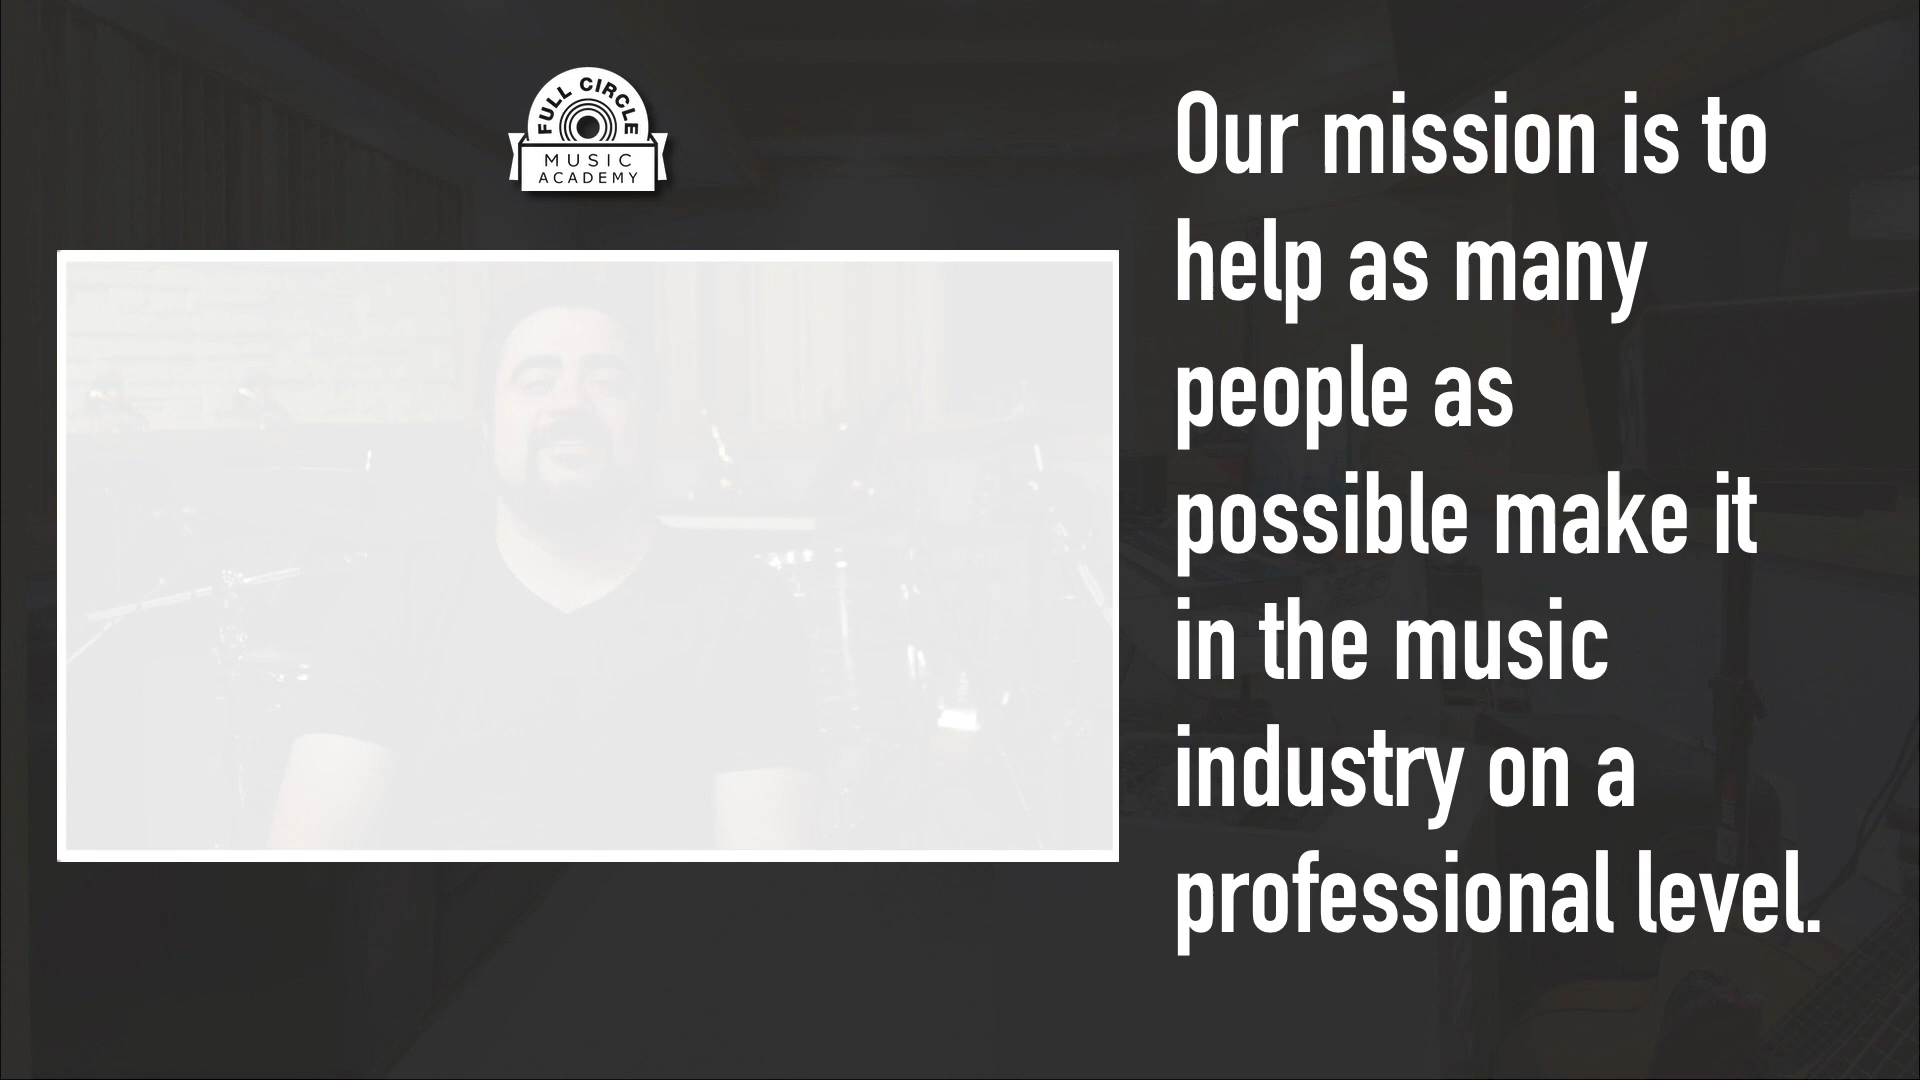 FULL CIRCLE
MUSIC
ACADEMY
Our mission is to
help as many
people as
possible make it
in the music
industry on a
professional level.